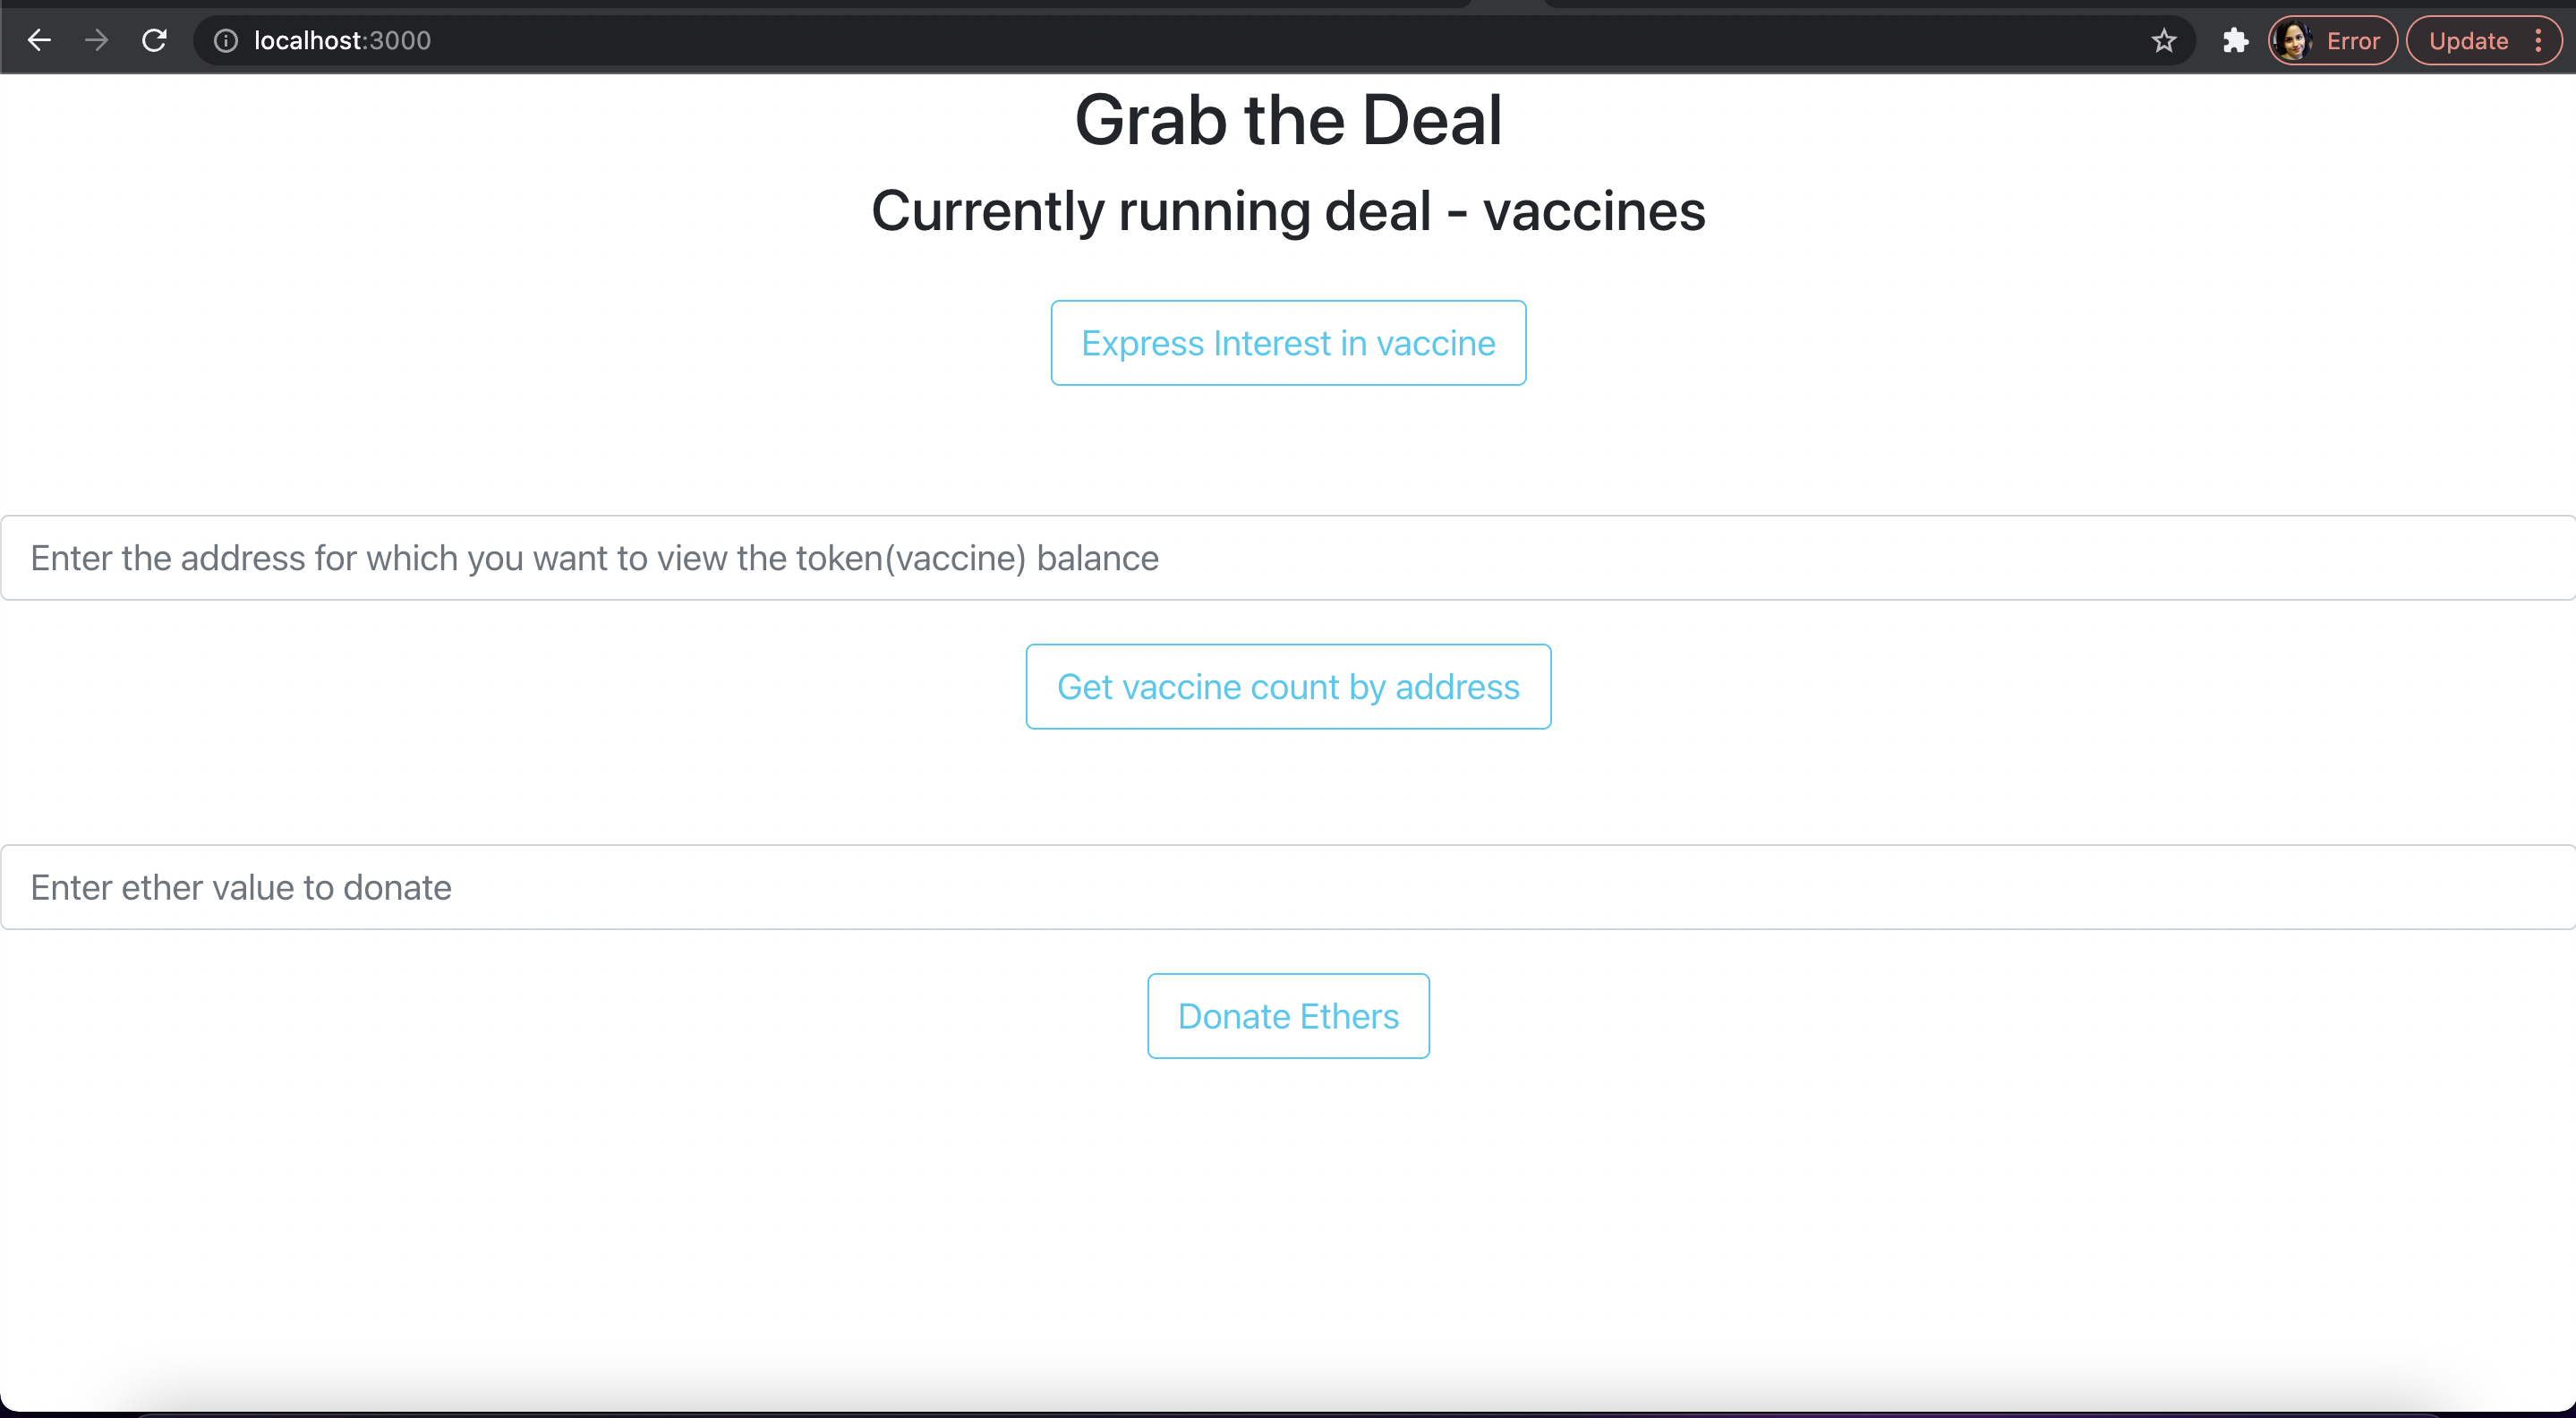 localhost:3000
Error
Update
Grab the Deal
Currently running deal - vaccines
Express Interest in vaccine
Enter the address for which you want to view the token(vaccine) balance
Get vaccine count by address
Enter ether value to donate
Donate Ethers